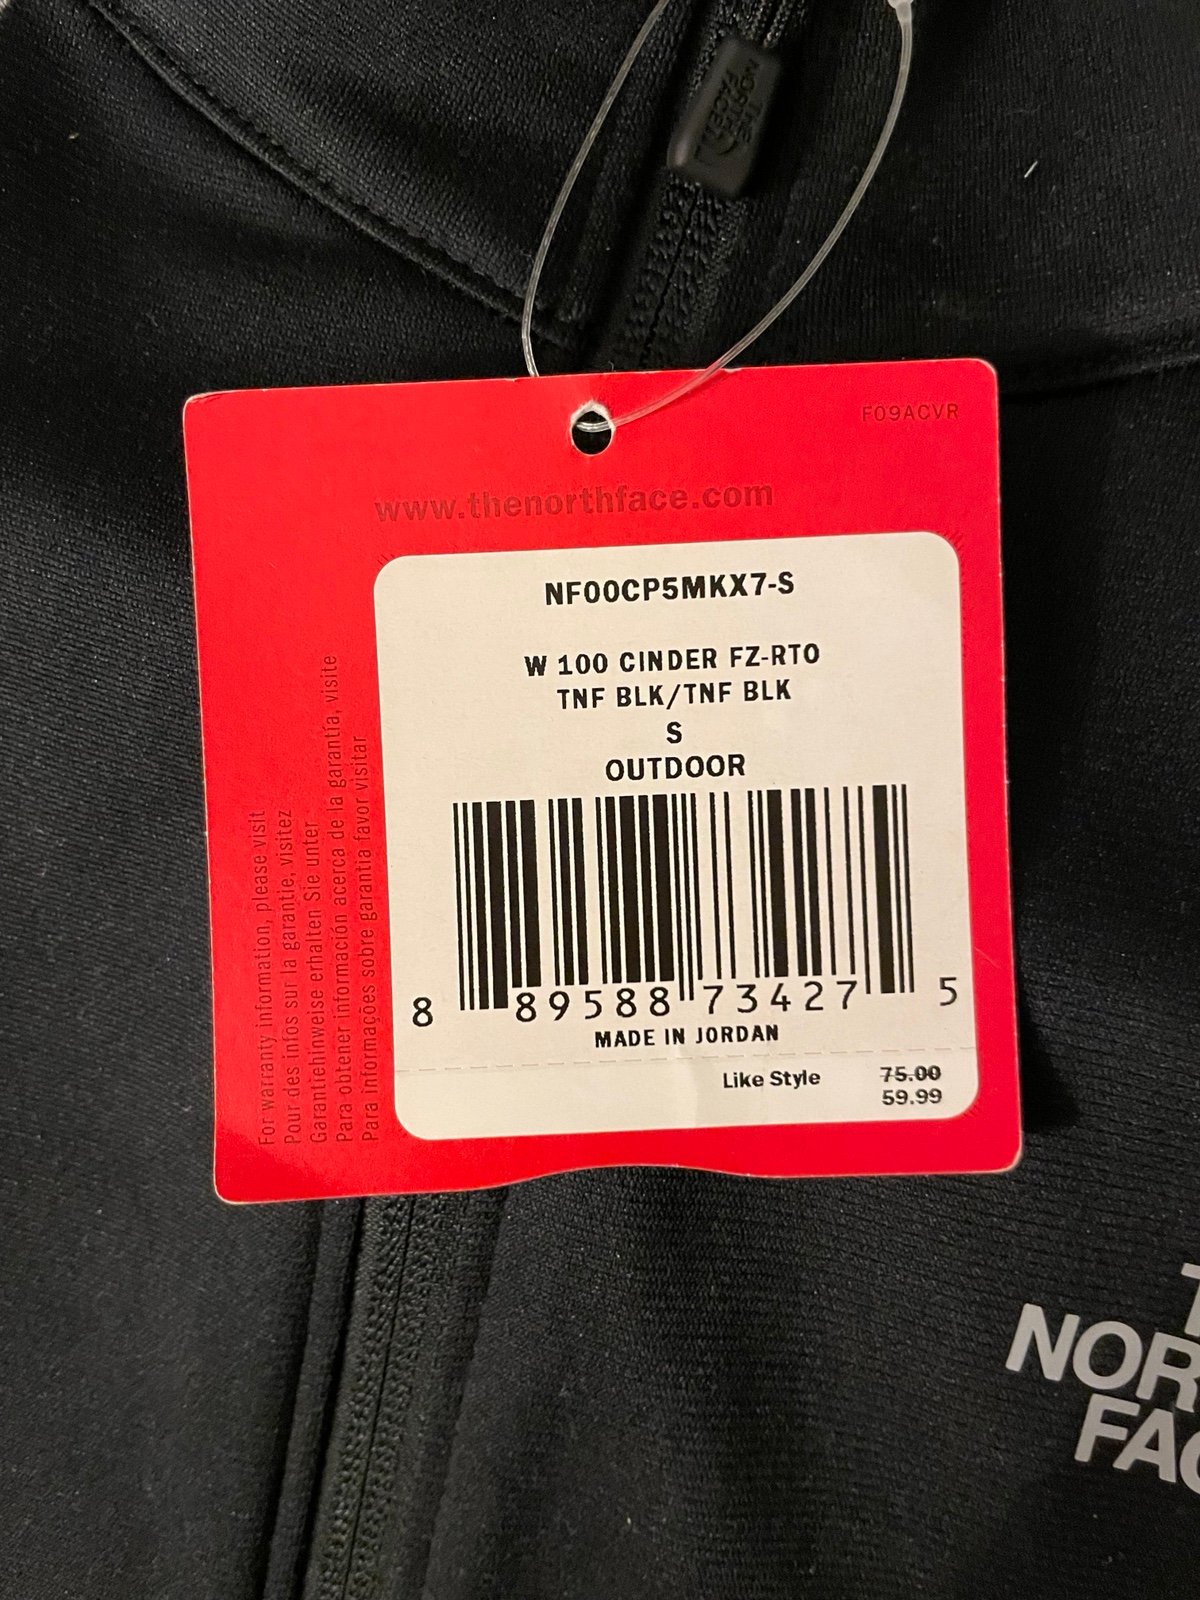 THE
NORTH
FACE
F09ACVR
www.thenorthface.com
NF00CP5MKX7-S
W 100 CINDER FZ-RTO
TNF BLK/TNF BLK
S
OUTDOOR
8 89588 73427 5
MADE IN JORDAN
Like Style 75.00
59.99
For warranty information, please visit
Pour des infos sur la garantie, visitez
Garantiehinweise erhalten Sie unter
Para obtener información acerca de la garantía, visite
Para informações sobre garantia favor visitar
T
NOR
FAC